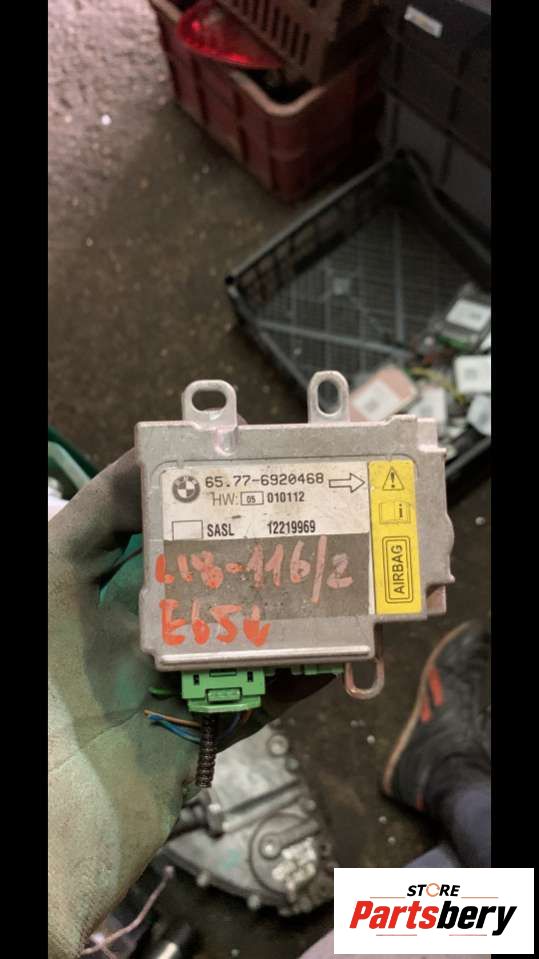 65.77-6920468
HW: 05 010112
SASL 12219969
AIRBAG
L18-116/2
E65
STORE
Partsbery